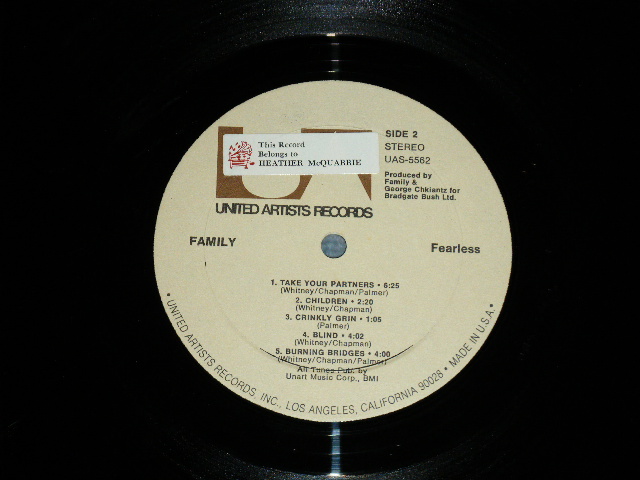 SIDE 2
STEREO
UAS-5562
This Record
Belongs to
HEATHER McQUARRIE
Produced by
Family &
George Chkiantz for
Bradgate Bush Ltd.
UA
UNITED ARTISTS RECORDS
FAMILY
Fearless
1. TAKE YOUR PARTNERS • 6:25
(Whitney/Chapman/Palmer)
2. CHILDREN • 2:20
(Whitney/Chapman)
3. CRINKLY GRIN • 1:05
(Palmer)
4. BLIND • 4:02
(Whitney/Chapman)
5. BURNING BRIDGES • 4:00
(Whitney/Chapman/Palmer)
All Tunes Pub. by
Unart Music Corp., BMI
• UNITED ARTISTS RECORDS, INC., LOS ANGELES, CALIFORNIA 90028 • MADE IN U.S.A. •